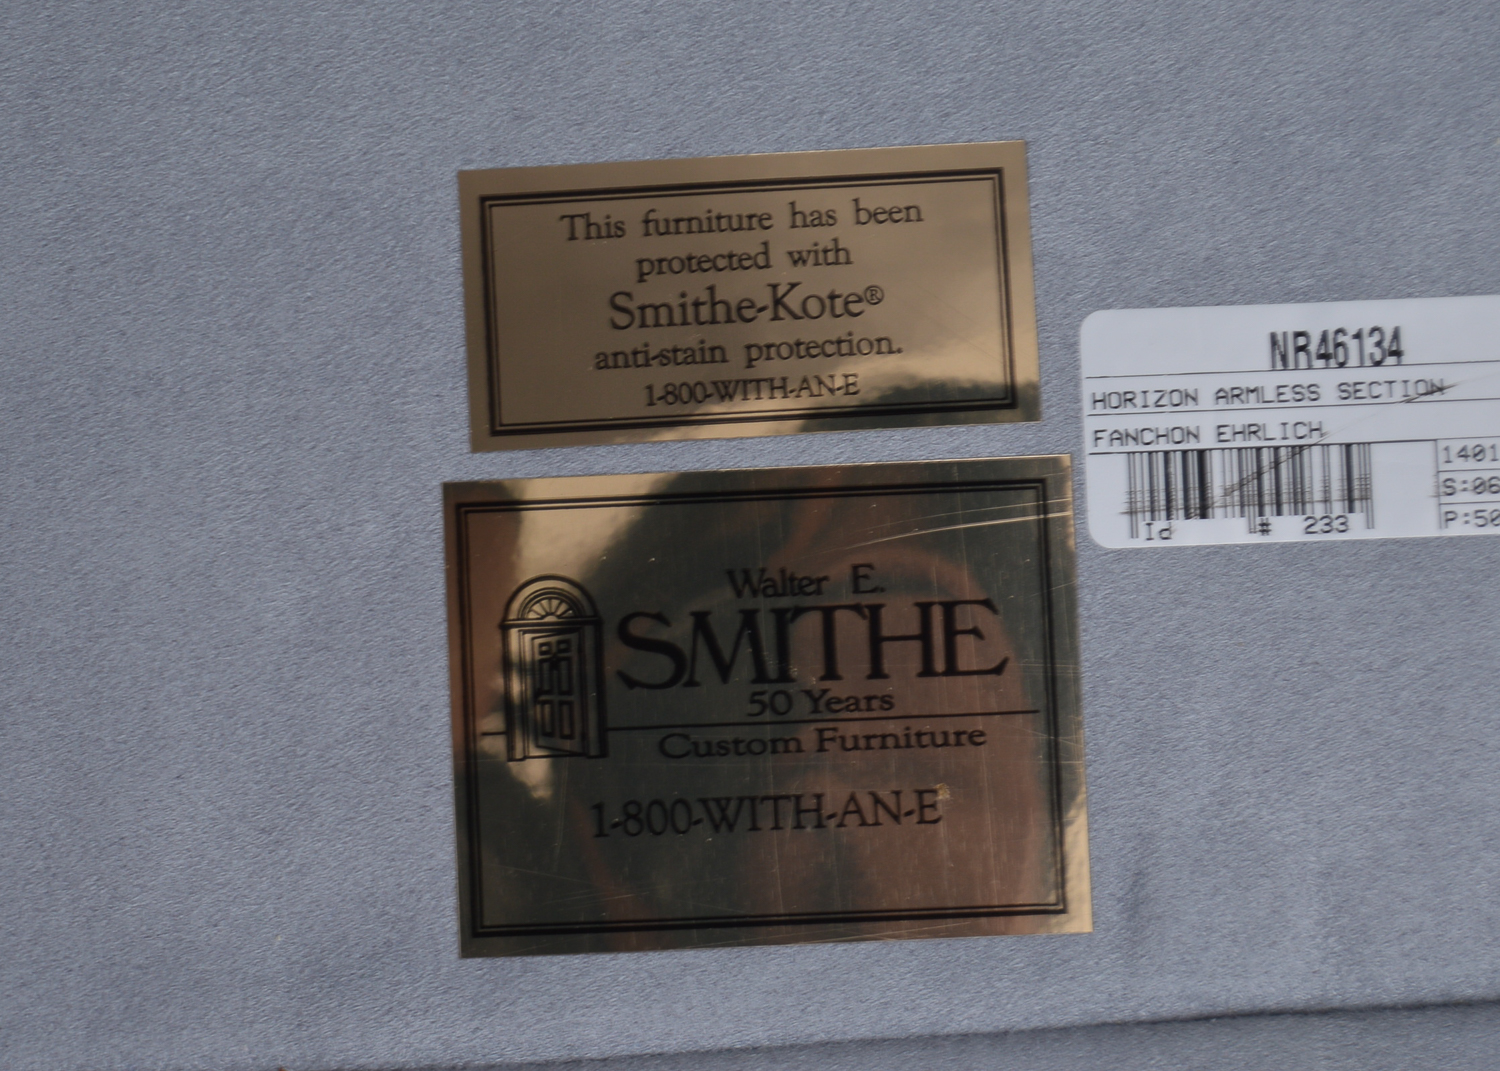 This furniture has been
protected with
Smithe-Kote®
anti-stain protection.
1-800-WITH-AN-E
Walter E.
SMITHE
50 Years
Custom Furniture
1-800-WITH-AN-E
NR46134
HORIZON ARMLESS SECTION
FANCHON EHRLICH
1401
S:06
P:50
Id # 233